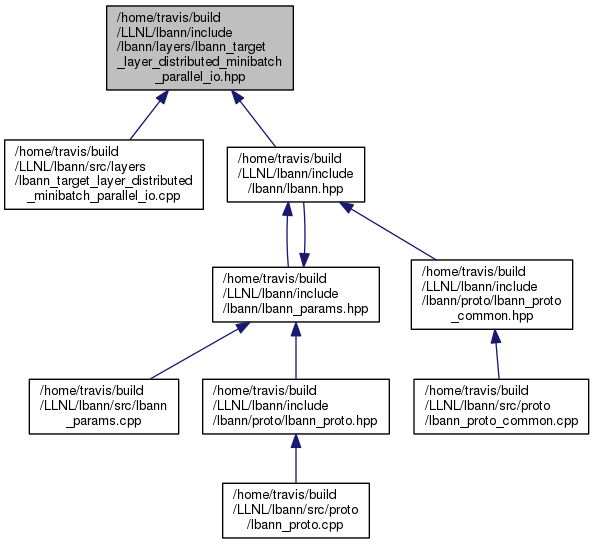 /home/travis/build
/LLNL/lbann/include
/lbann/layers/lbann_target
_layer_distributed_minibatch
_parallel_io.hpp
/home/travis/build
/LLNL/lbann/src/layers
/lbann_target_layer_distributed
_minibatch_parallel_io.cpp
/home/travis/build
/LLNL/lbann/include
/lbann/lbann.hpp
/home/travis/build
/LLNL/lbann/include
/lbann/lbann_params.hpp
/home/travis/build
/LLNL/lbann/include
/lbann/proto/lbann_proto
_common.hpp
/home/travis/build
/LLNL/lbann/src/lbann
_params.cpp
/home/travis/build
/LLNL/lbann/include
/lbann/proto/lbann_proto.hpp
/home/travis/build
/LLNL/lbann/src/proto
/lbann_proto_common.cpp
/home/travis/build
/LLNL/lbann/src/proto
/lbann_proto.cpp